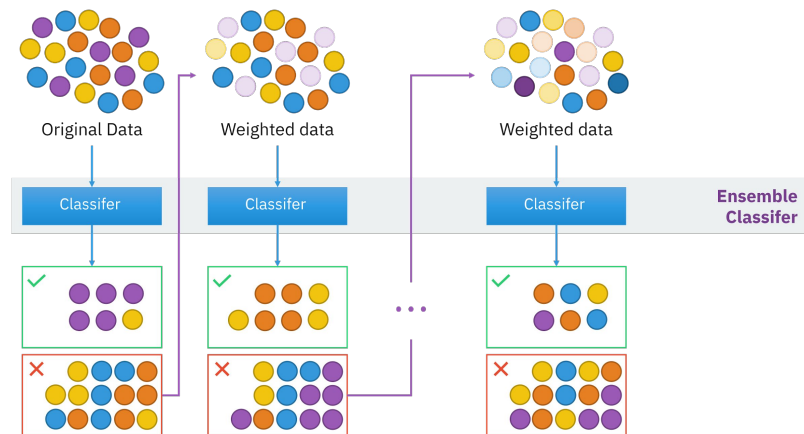 Original Data
Weighted data
Weighted data
Classifer
Classifer
Classifer
Ensemble
Classifer